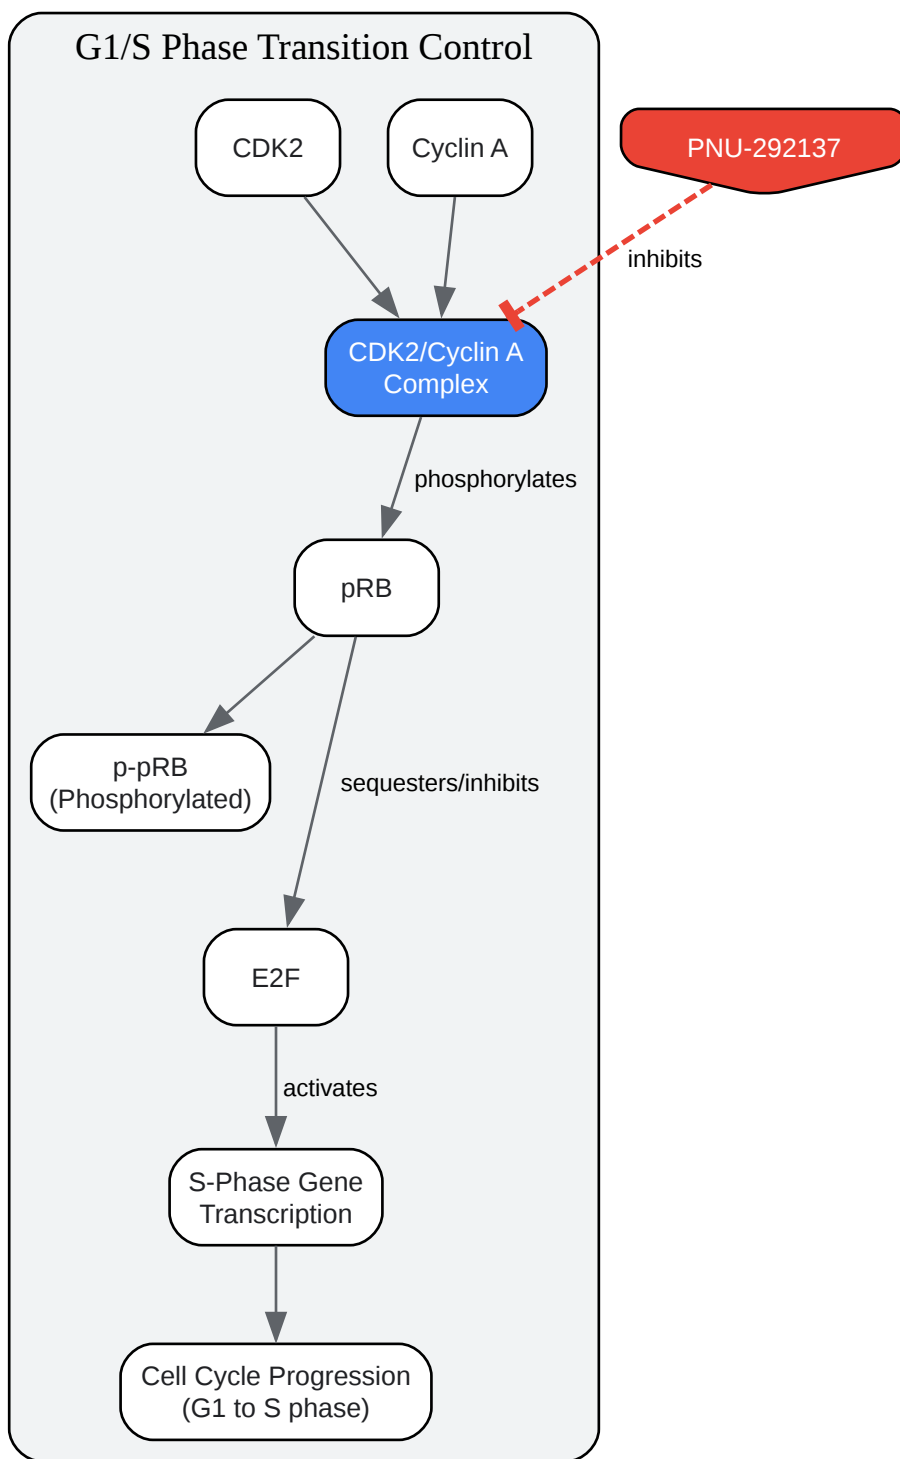 G1/S Phase Transition Control
CDK2
Cyclin A
PNU-292137
inhibits
CDK2/Cyclin A
Complex
phosphorylates
pRB
p-pRB
(Phosphorylated)
sequesters/inhibits
E2F
activates
S-Phase Gene
Transcription
Cell Cycle Progression
(G1 to S phase)